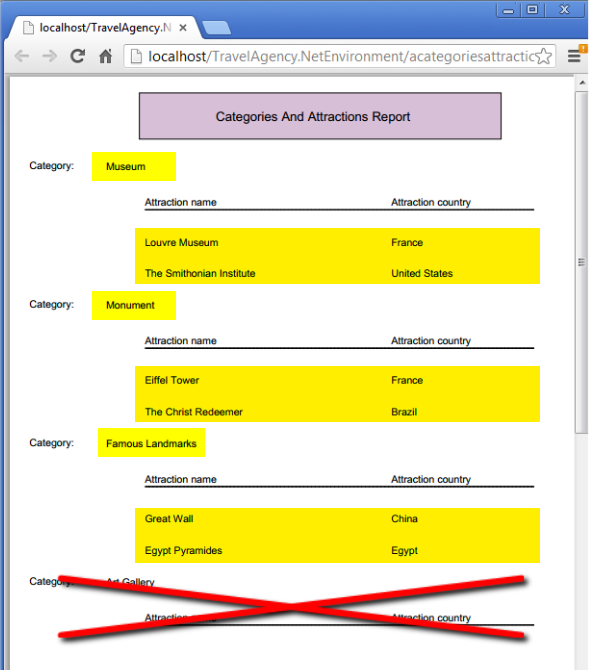 localhost/TravelAgency.N
localhost/TravelAgency.NetEnvironment/acategoriesattractic
Categories And Attractions Report
Category: Museum
Attraction name Attraction country
Louvre Museum France
The Smithonian Institute United States
Category: Monument
Attraction name Attraction country
Eiffel Tower France
The Christ Redeemer Brazil
Category: Famous Landmarks
Attraction name Attraction country
Great Wall China
Egypt Pyramides Egypt
Category: Art Gallery
Attraction name Attraction country